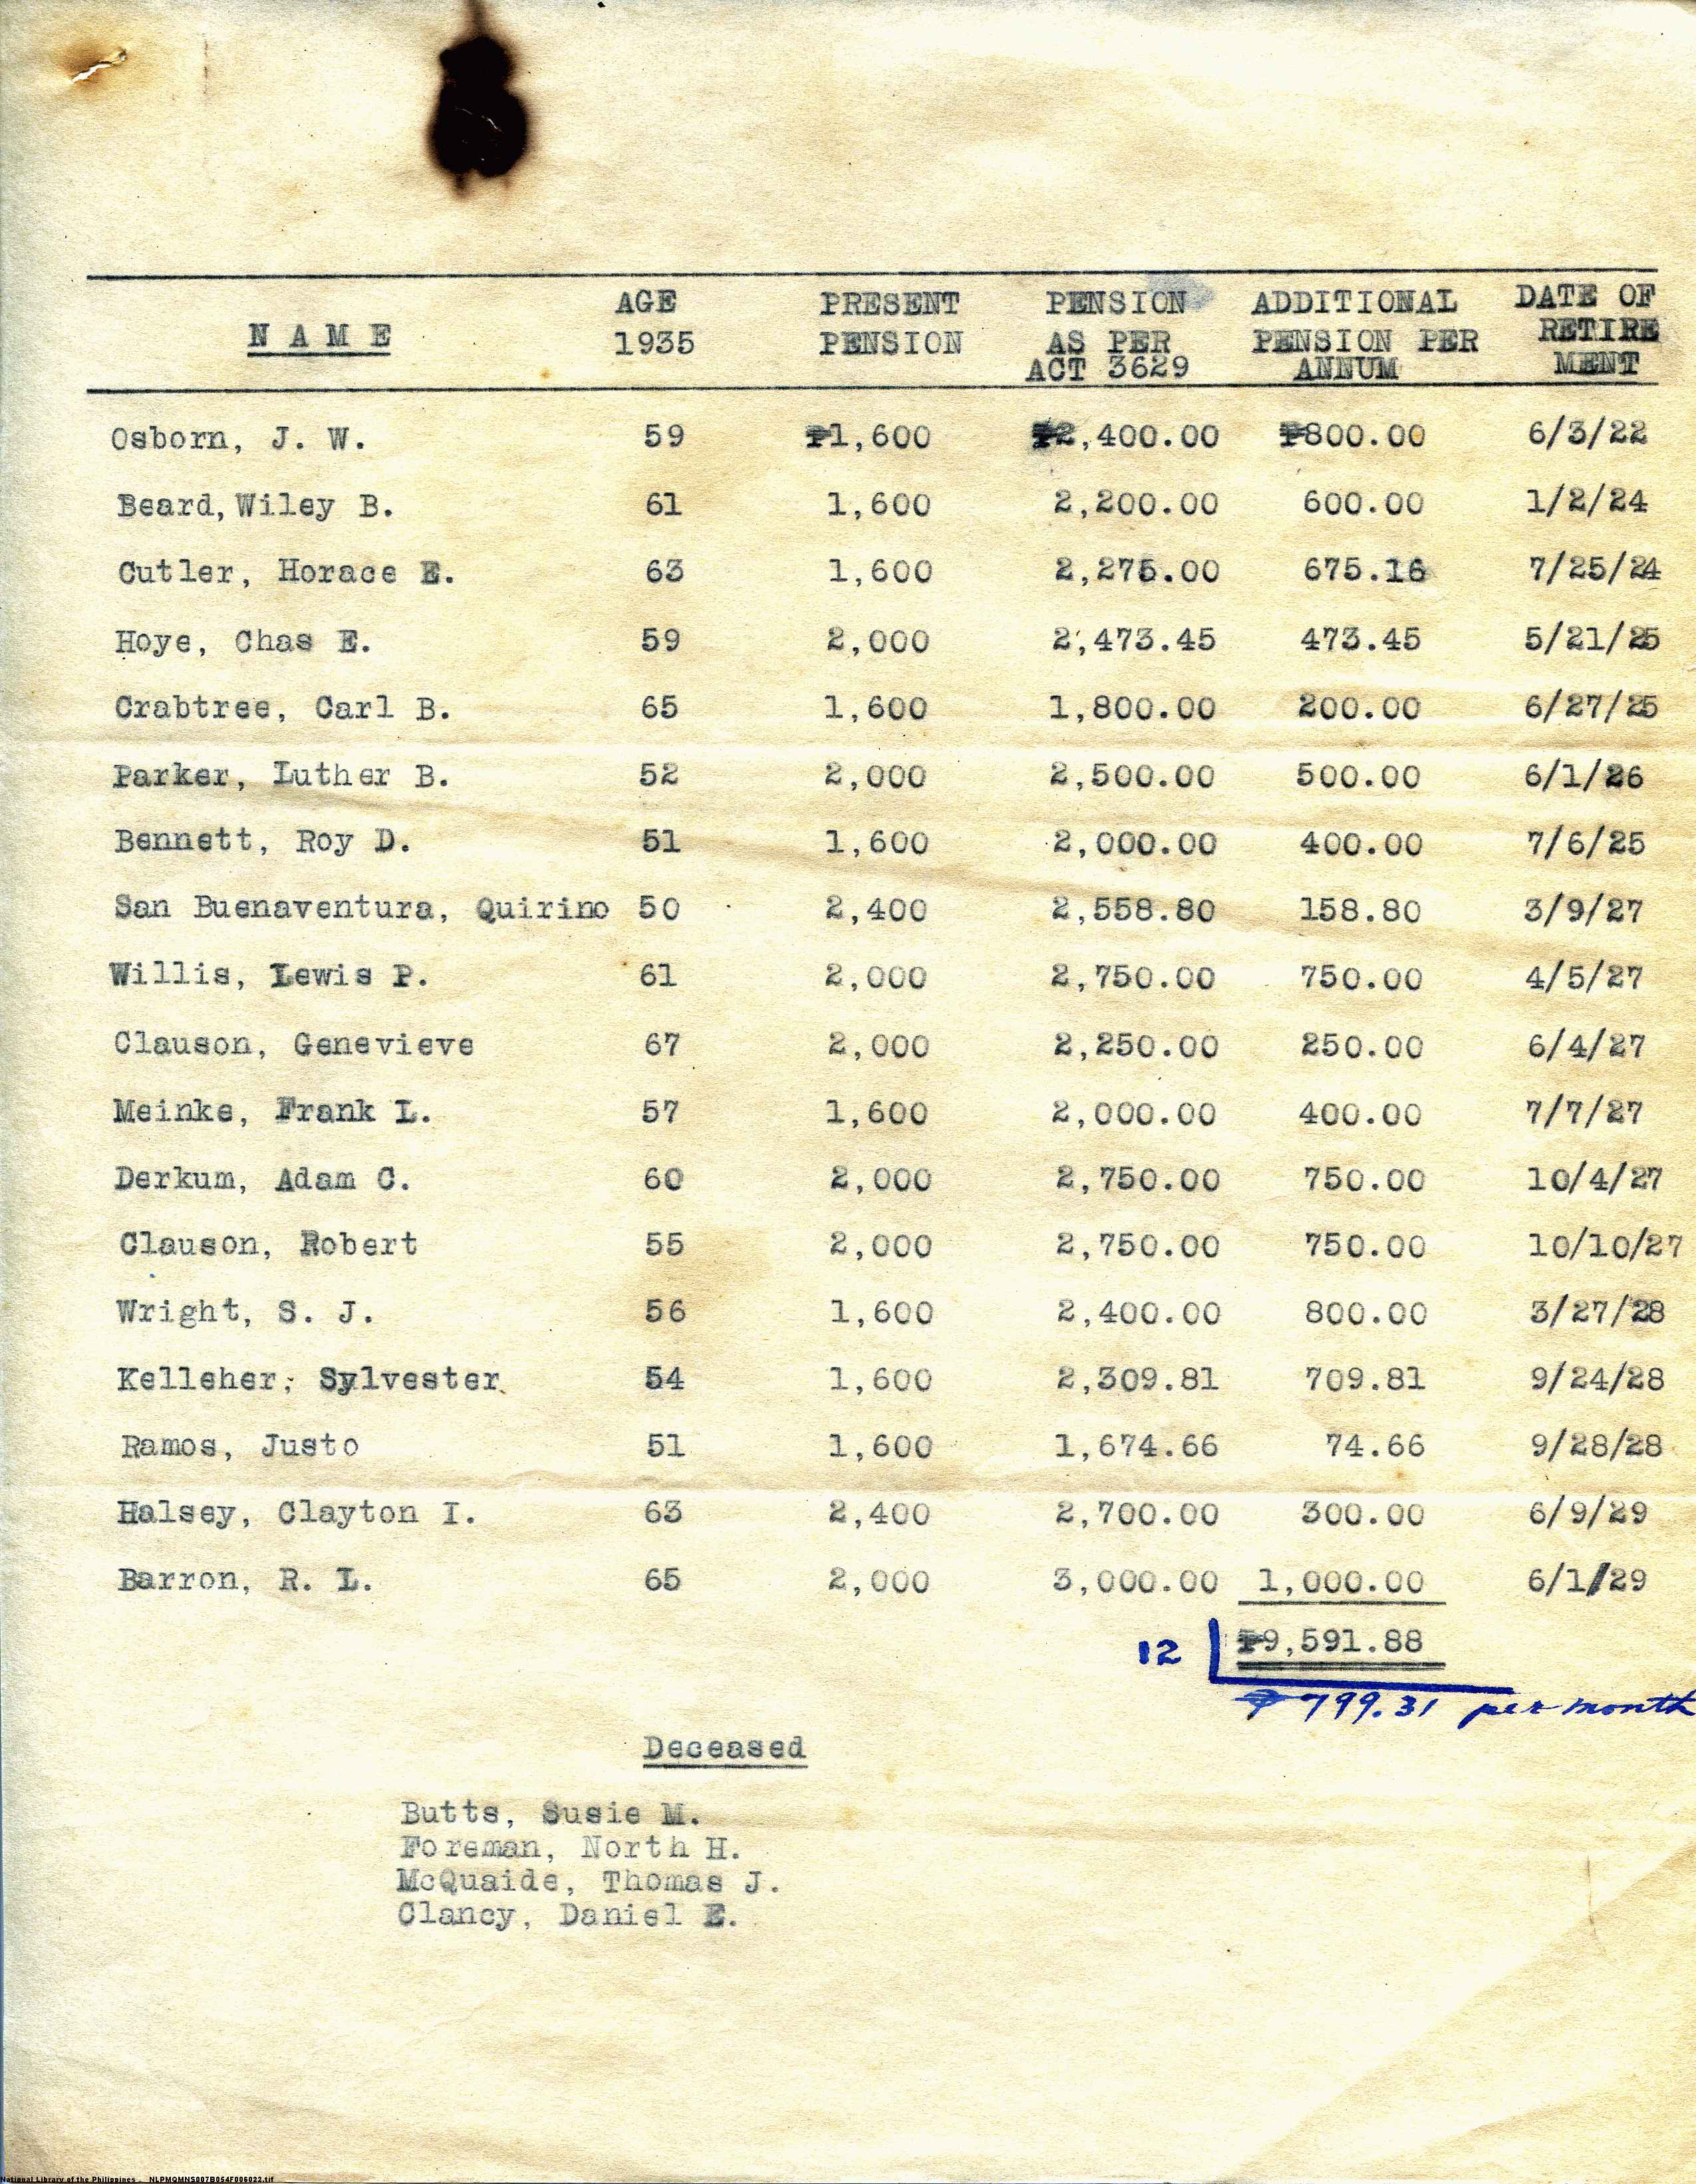 N A M E AGE 1935 PRESENT PENSION PENSION AS PER ACT 3629 ADDITIONAL PENSION PER ANNUM DATE OF RETIRE MENT
Osborn, J. W. 59 ₱1,600 ₱2,400.00 ₱800.00 6/3/22
Beard,Wiley B. 61 1,600 2,200.00 600.00 1/2/24
Cutler, Horace E. 63 1,600 2,275.00 675.16 7/25/24
Hoye, Chas E. 59 2,000 2,473.45 473.45 5/21/25
Crabtree, Carl B. 65 1,600 1,800.00 200.00 6/27/25
Parker, Luther B. 52 2,000 2,500.00 500.00 6/1/26
Bennett, Roy D. 51 1,600 2,000.00 400.00 7/6/25
San Buenaventura, Quirino 50 2,400 2,558.80 158.80 3/9/27
Willis, Lewis P. 61 2,000 2,750.00 750.00 4/5/27
Clauson, Genevieve 67 2,000 2,250.00 250.00 6/4/27
Meinke, Frank L. 57 1,600 2,000.00 400.00 7/7/27
Derkum, Adam C. 60 2,000 2,750.00 750.00 10/4/27
Clauson, Robert 55 2,000 2,750.00 750.00 10/10/27
Wright, S. J. 56 1,600 2,400.00 800.00 3/27/28
Kelleher, Sylvester 54 1,600 2,309.81 709.81 9/24/28
Ramos, Justo 51 1,600 1,674.66 74.66 9/28/28
Halsey, Clayton I. 63 2,400 2,700.00 300.00 6/9/29
Barron, R. L. 65 2,000 3,000.00 1,000.00 6/1/29
12 ₱9,591.88
₱ 799.31 per month
Deceased
Butts, Susie M.
Foreman, North H.
McQuaide, Thomas J.
Clancy, Daniel E.
National Library of the Philippines . NLPMQMNS007B054F006022.tif